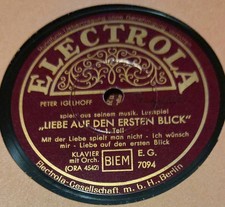 ELECTROLA
PETER IGELHOFF
spielt aus seinem musik. Lustspiel
„LIEBE AUF DEN ERSTEN BLICK"
1. Teil
Mit der Liebe spielt man nicht - Ich wünsch
mir - Liebe auf den ersten Blick
KLAVIER
mit Orch.
(ORA 4542)
BIEM
E. G.
7094
Electrola-Gesellschaft m. b. H., Berlin